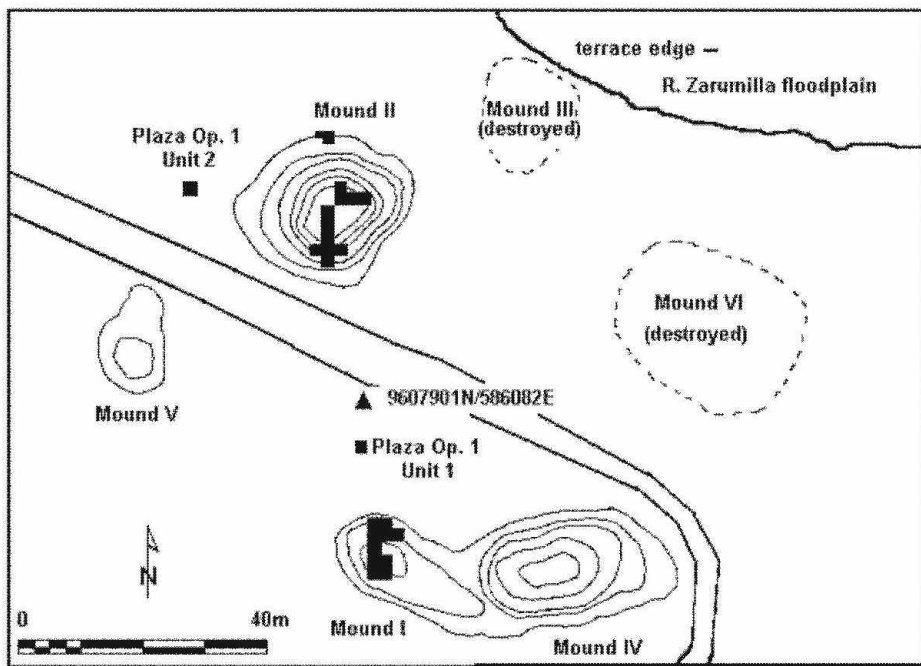 terrace edge –
R. Zarumilla floodplain
Mound II
Mound III
(destroyed)
Plaza Op. 1
Unit 2
Mound VI
(destroyed)
Mound V
9607901N/586082E
Plaza Op. 1
Unit 1
N
0 40m
Mound I
Mound IV